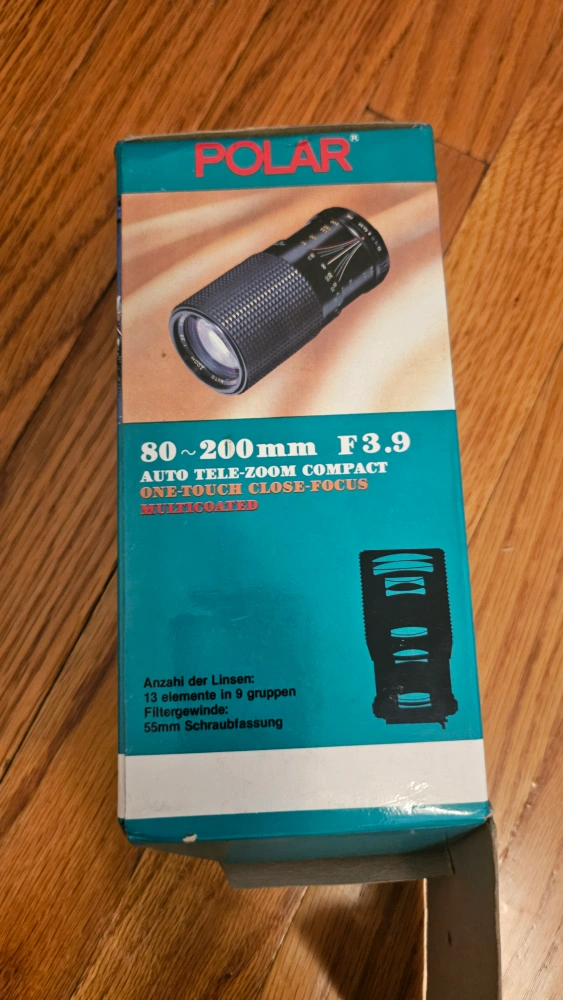 POLAR®
80~200mm F3.9
AUTO TELE-ZOOM COMPACT
ONE-TOUCH CLOSE-FOCUS
MULTICOATED
Anzahl der Linsen:
13 elemente in 9 gruppen
Filtergewinde:
55mm Schraubfassung